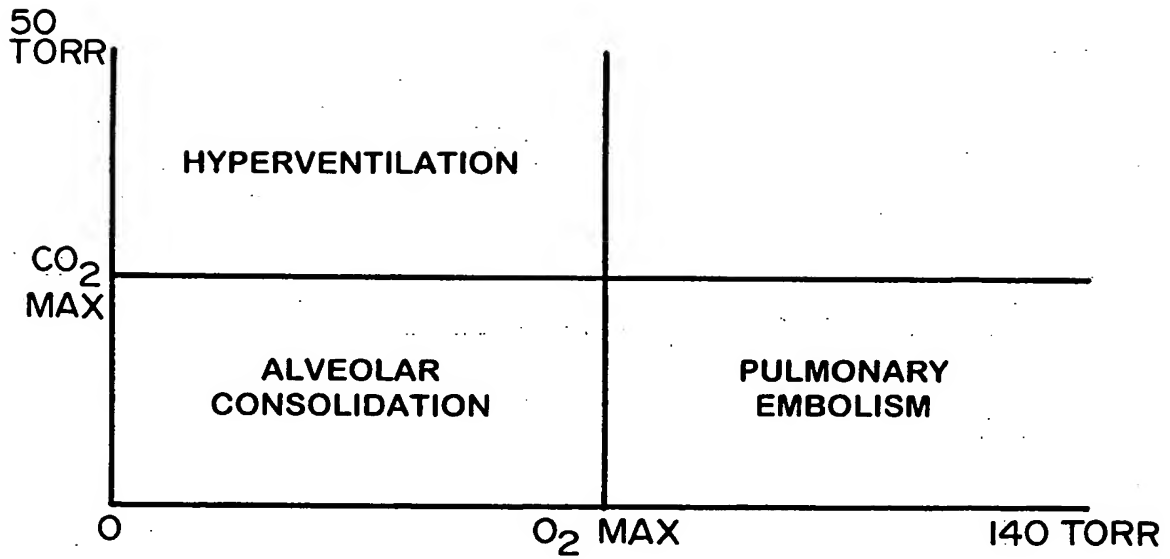 50
TORR
HYPERVENTILATION
CO2
MAX
ALVEOLAR
CONSOLIDATION
PULMONARY
EMBOLISM
0
O2 MAX
140 TORR